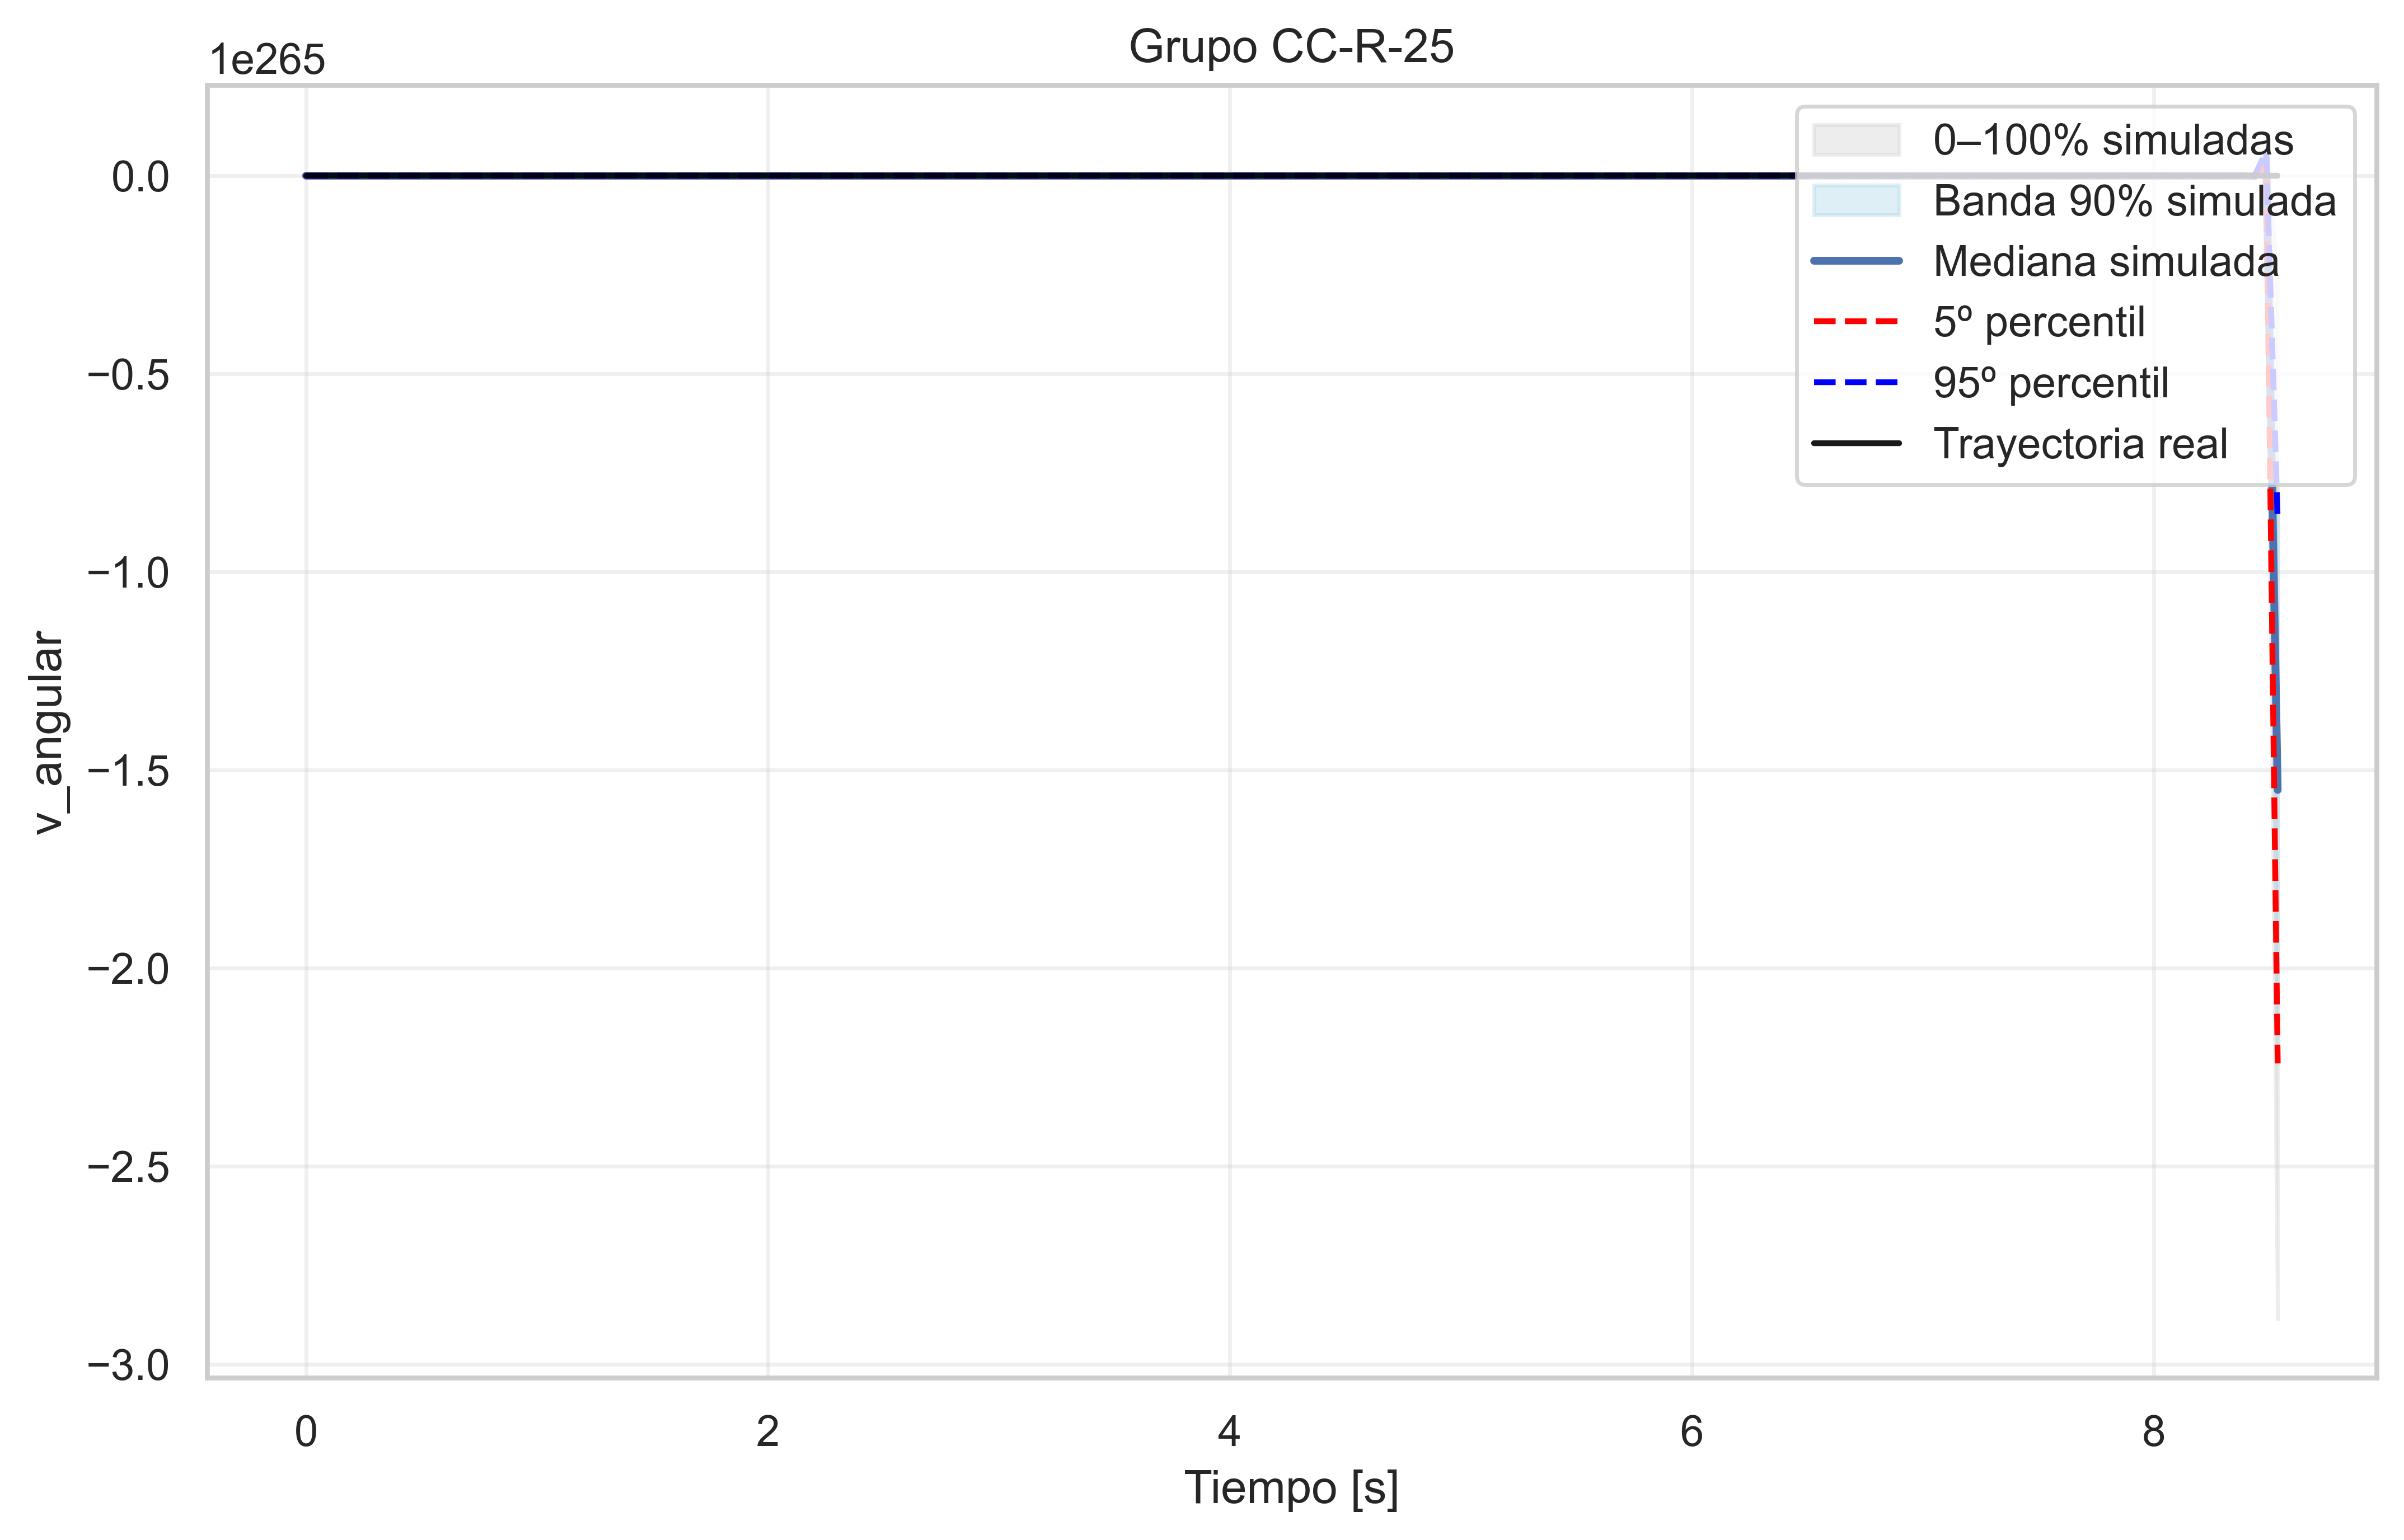 Grupo CC-R-25
1e265
0–100% simuladas
Banda 90% simulada
Mediana simulada
5º percentil
95º percentil
Trayectoria real
0.0
−0.5
−1.0
−1.5
−2.0
−2.5
−3.0
v_angular
0 2 4 6 8
Tiempo [s]